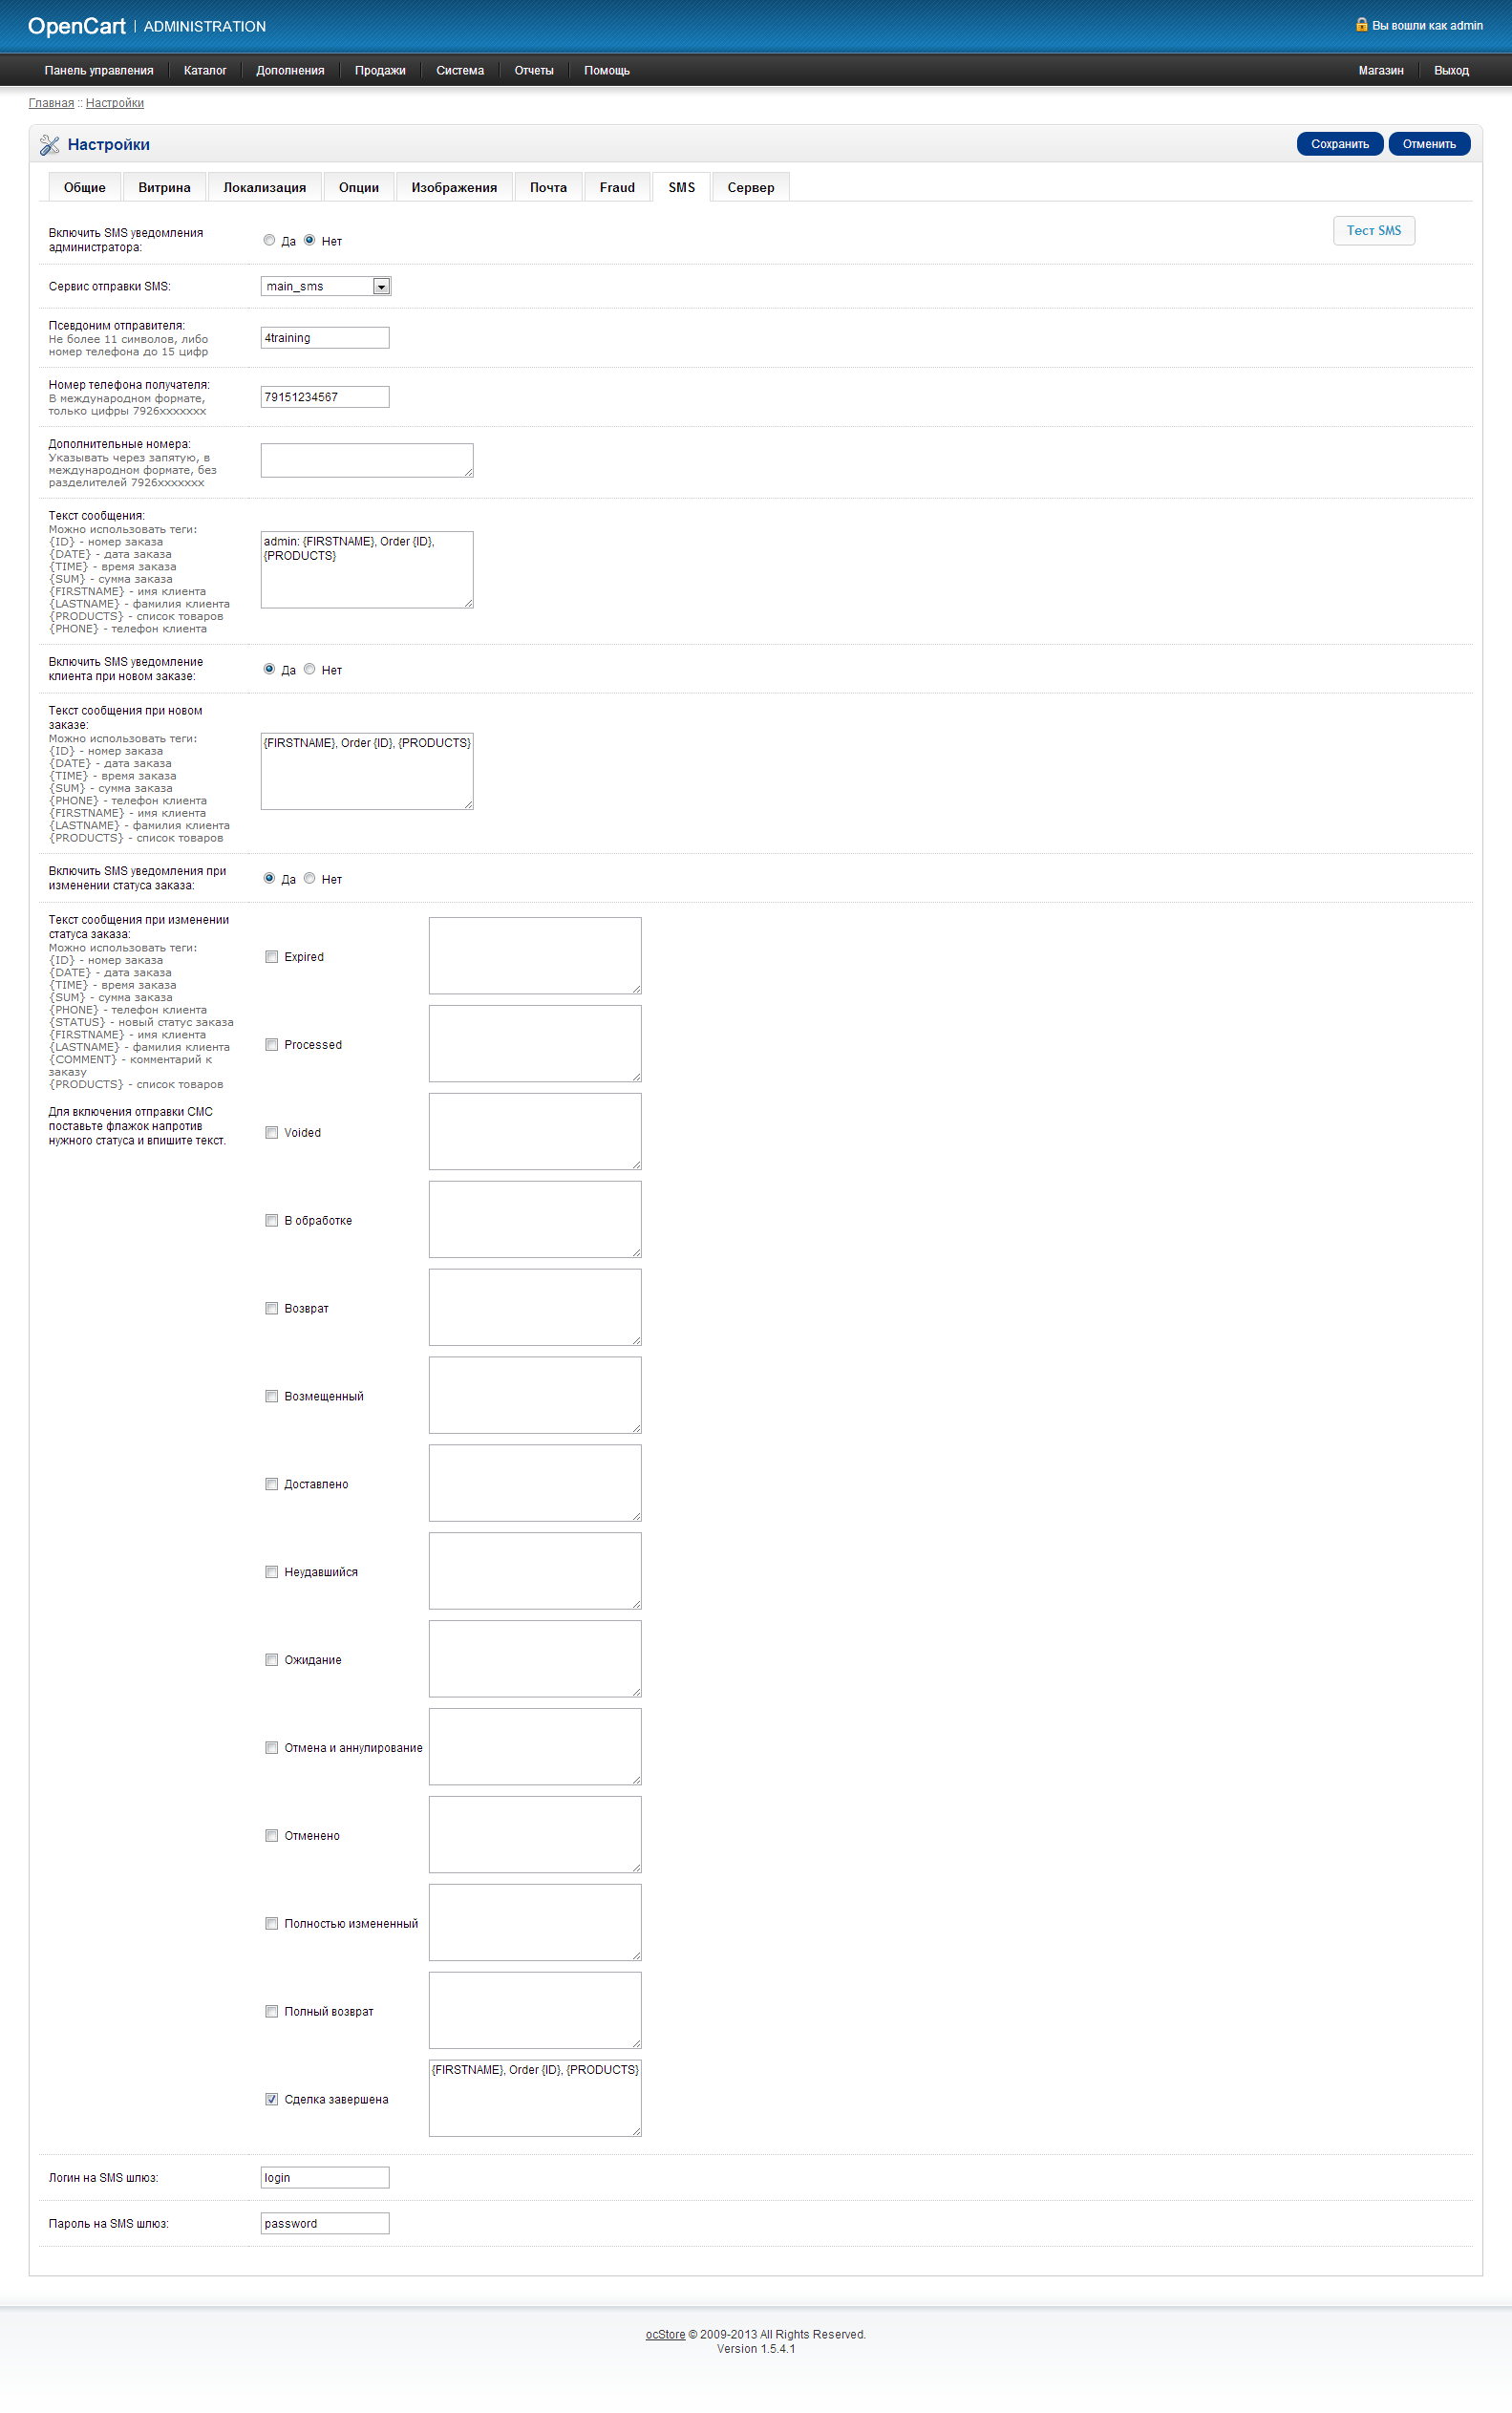 OpenCart | ADMINISTRATION
Вы вошли как admin
Панель управления Каталог Дополнения Продажи Система Отчеты Помощь Магазин Выход
Главная :: Настройки
Настройки
Сохранить Отменить
Общие Витрина Локализация Опции Изображения Почта Fraud SMS Сервер
Включить SMS уведомления
администратора:
Да Нет
Тест SMS
Сервис отправки SMS:
main_sms
Псевдоним отправителя:
Не более 11 символов, либо
номер телефона до 15 цифр
4training
Номер телефона получателя:
В международном формате,
только цифры 7926xxxxxxx
79151234567
Дополнительные номера:
Указывать через запятую, в
международном формате, без
разделителей 7926xxxxxxx
Текст сообщения:
Можно использовать теги:
{ID} - номер заказа
{DATE} - дата заказа
{TIME} - время заказа
{SUM} - сумма заказа
{FIRSTNAME} - имя клиента
{LASTNAME} - фамилия клиента
{PRODUCTS} - список товаров
{PHONE} - телефон клиента
admin: {FIRSTNAME}, Order {ID},
{PRODUCTS}
Включить SMS уведомление
клиента при новом заказе:
Да Нет
Текст сообщения при новом
заказе:
Можно использовать теги:
{ID} - номер заказа
{DATE} - дата заказа
{TIME} - время заказа
{SUM} - сумма заказа
{PHONE} - телефон клиента
{FIRSTNAME} - имя клиента
{LASTNAME} - фамилия клиента
{PRODUCTS} - список товаров
{FIRSTNAME}, Order {ID}, {PRODUCTS}
Включить SMS уведомления при
изменении статуса заказа:
Да Нет
Текст сообщения при изменении
статуса заказа:
Можно использовать теги:
{ID} - номер заказа
{DATE} - дата заказа
{TIME} - время заказа
{SUM} - сумма заказа
{PHONE} - телефон клиента
{STATUS} - новый статус заказа
{FIRSTNAME} - имя клиента
{LASTNAME} - фамилия клиента
{COMMENT} - комментарий к
заказу
{PRODUCTS} - список товаров
Для включения отправки СМС
поставьте флажок напротив
нужного статуса и впишите текст.
Expired
Processed
Voided
В обработке
Возврат
Возмещенный
Доставлено
Неудавшийся
Ожидание
Отмена и аннулирование
Отменено
Полностью измененный
Полный возврат
Сделка завершена
{FIRSTNAME}, Order {ID}, {PRODUCTS}
Логин на SMS шлюз:
login
Пароль на SMS шлюз:
password
ocStore © 2009-2013 All Rights Reserved.
Version 1.5.4.1